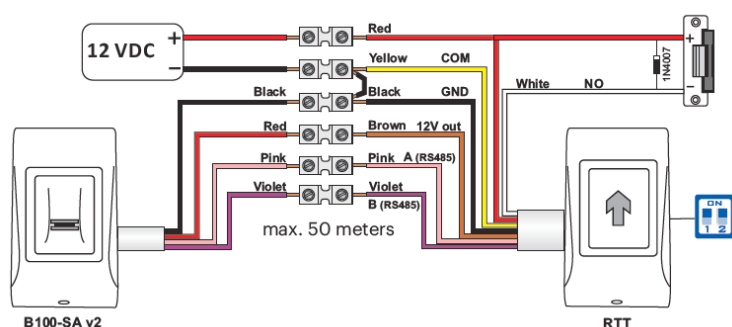 12 VDC
+
−
Red
Yellow COM
Black
Black GND
Red
Brown 12V out
Pink
Pink A (RS485)
Violet
Violet
B (RS485)
max. 50 meters
White NO
1N4007
+
−
ON
1 2
B100-SA v2
RTT